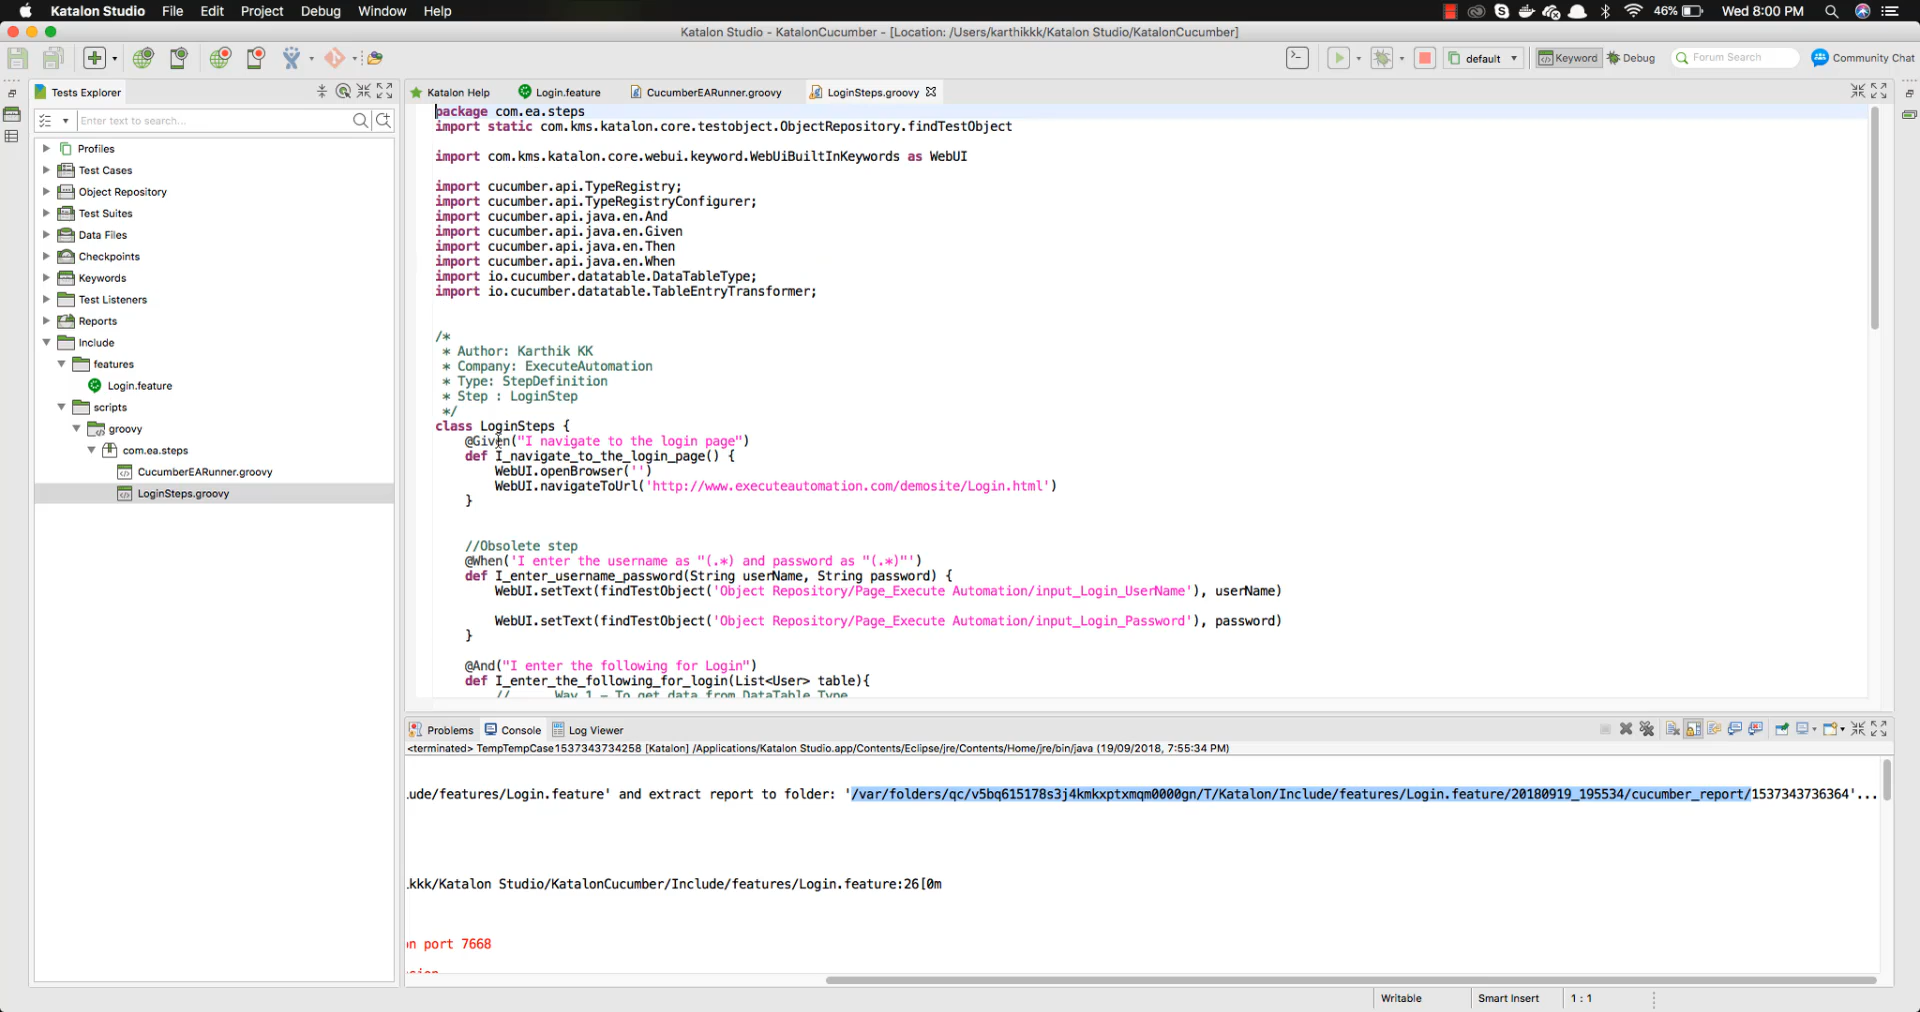 Katalon Studio File Edit Project Debug Window Help
46% Wed 8:00 PM
Katalon Studio - KatalonCucumber - [Location: /Users/karthikkk/Katalon Studio/KatalonCucumber]
default Keyword Debug Forum Search Community Chat
Tests Explorer
Enter text to search...
Profiles
Test Cases
Object Repository
Test Suites
Data Files
Checkpoints
Keywords
Test Listeners
Reports
Include
features
Login.feature
scripts
groovy
com.ea.steps
CucumberEARunner.groovy
LoginSteps.groovy
Katalon Help Login.feature CucumberEARunner.groovy LoginSteps.groovy
package com.ea.steps
import static com.kms.katalon.core.testobject.ObjectRepository.findTestObject
import com.kms.katalon.core.webui.keyword.WebUiBuiltInKeywords as WebUI
import cucumber.api.TypeRegistry;
import cucumber.api.TypeRegistryConfigurer;
import cucumber.api.java.en.And
import cucumber.api.java.en.Given
import cucumber.api.java.en.Then
import cucumber.api.java.en.When
import io.cucumber.datatable.DataTableType;
import io.cucumber.datatable.TableEntryTransformer;
/*
* Author: Karthik KK
* Company: ExecuteAutomation
* Type: StepDefinition
* Step : LoginStep
*/
class LoginSteps {
@Given("I navigate to the login page")
def I_navigate_to_the_login_page() {
WebUI.openBrowser('')
WebUI.navigateToUrl('http://www.executeautomation.com/demosite/Login.html')
}
//Obsolete step
@When('I enter the username as "(.*) and password as "(.*)"')
def I_enter_username_password(String userName, String password) {
WebUI.setText(findTestObject('Object Repository/Page_Execute Automation/input_Login_UserName'), userName)
WebUI.setText(findTestObject('Object Repository/Page_Execute Automation/input_Login_Password'), password)
}
@And("I enter the following for Login")
def I_enter_the_following_for_login(List<User> table){
// Way 1 - To get data from DataTable Type
Problems Console Log Viewer
<terminated> TempTempCase1537343734258 [Katalon] /Applications/Katalon Studio.app/Contents/Eclipse/jre/Contents/Home/jre/bin/java (19/09/2018, 7:55:34 PM)
.ude/features/Login.feature' and extract report to folder: '/var/folders/qc/v5bq615178s3j4kmkxptxmqm0000gn/T/Katalon/Include/features/Login.feature/20180919_195534/cucumber_report/1537343736364'...
.kkk/Katalon Studio/KatalonCucumber/Include/features/Login.feature:26[0m
n port 7668
Writable Smart Insert 1 : 1